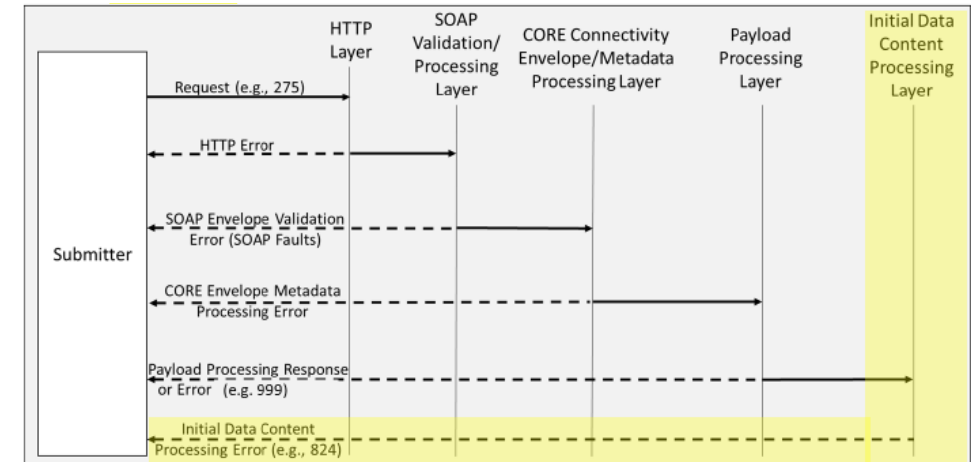 HTTP
Layer
SOAP
Validation/
Processing
Layer
CORE Connectivity
Envelope/Metadata
Processing Layer
Payload
Processing
Layer
Initial Data
Content
Processing
Layer
Submitter
Request (e.g., 275)
HTTP Error
SOAP Envelope Validation
Error (SOAP Faults)
CORE Envelope Metadata
Processing Error
Payload Processing Response
or Error (e.g. 999)
Initial Data Content
Processing Error (e.g., 824)